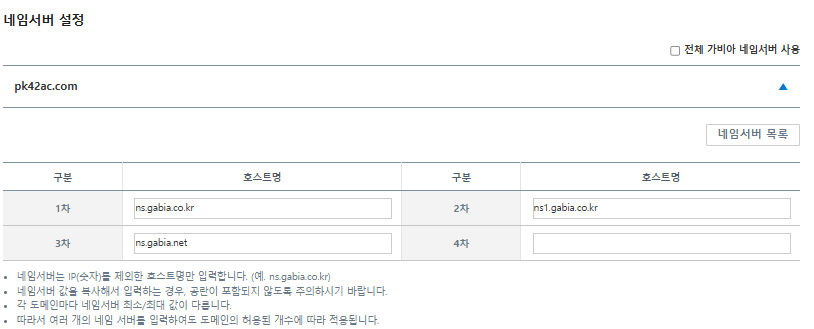 네임서버 설정
전체 가비아 네임서버 사용
pk42ac.com
네임서버 목록
구분 호스트명 구분 호스트명
1차 ns.gabia.co.kr 2차 ns1.gabia.co.kr
3차 ns.gabia.net 4차
네임서버는 IP(숫자)를 제외한 호스트명만 입력합니다. (예. ns.gabia.co.kr)
네임서버 값을 복사해서 입력하는 경우, 공란이 포함되지 않도록 주의하시기 바랍니다.
각 도메인마다 네임서버 최소/최대 값이 다릅니다.
따라서 여러 개의 네임 서버를 입력하여도 도메인의 허용된 개수에 따라 적용됩니다.